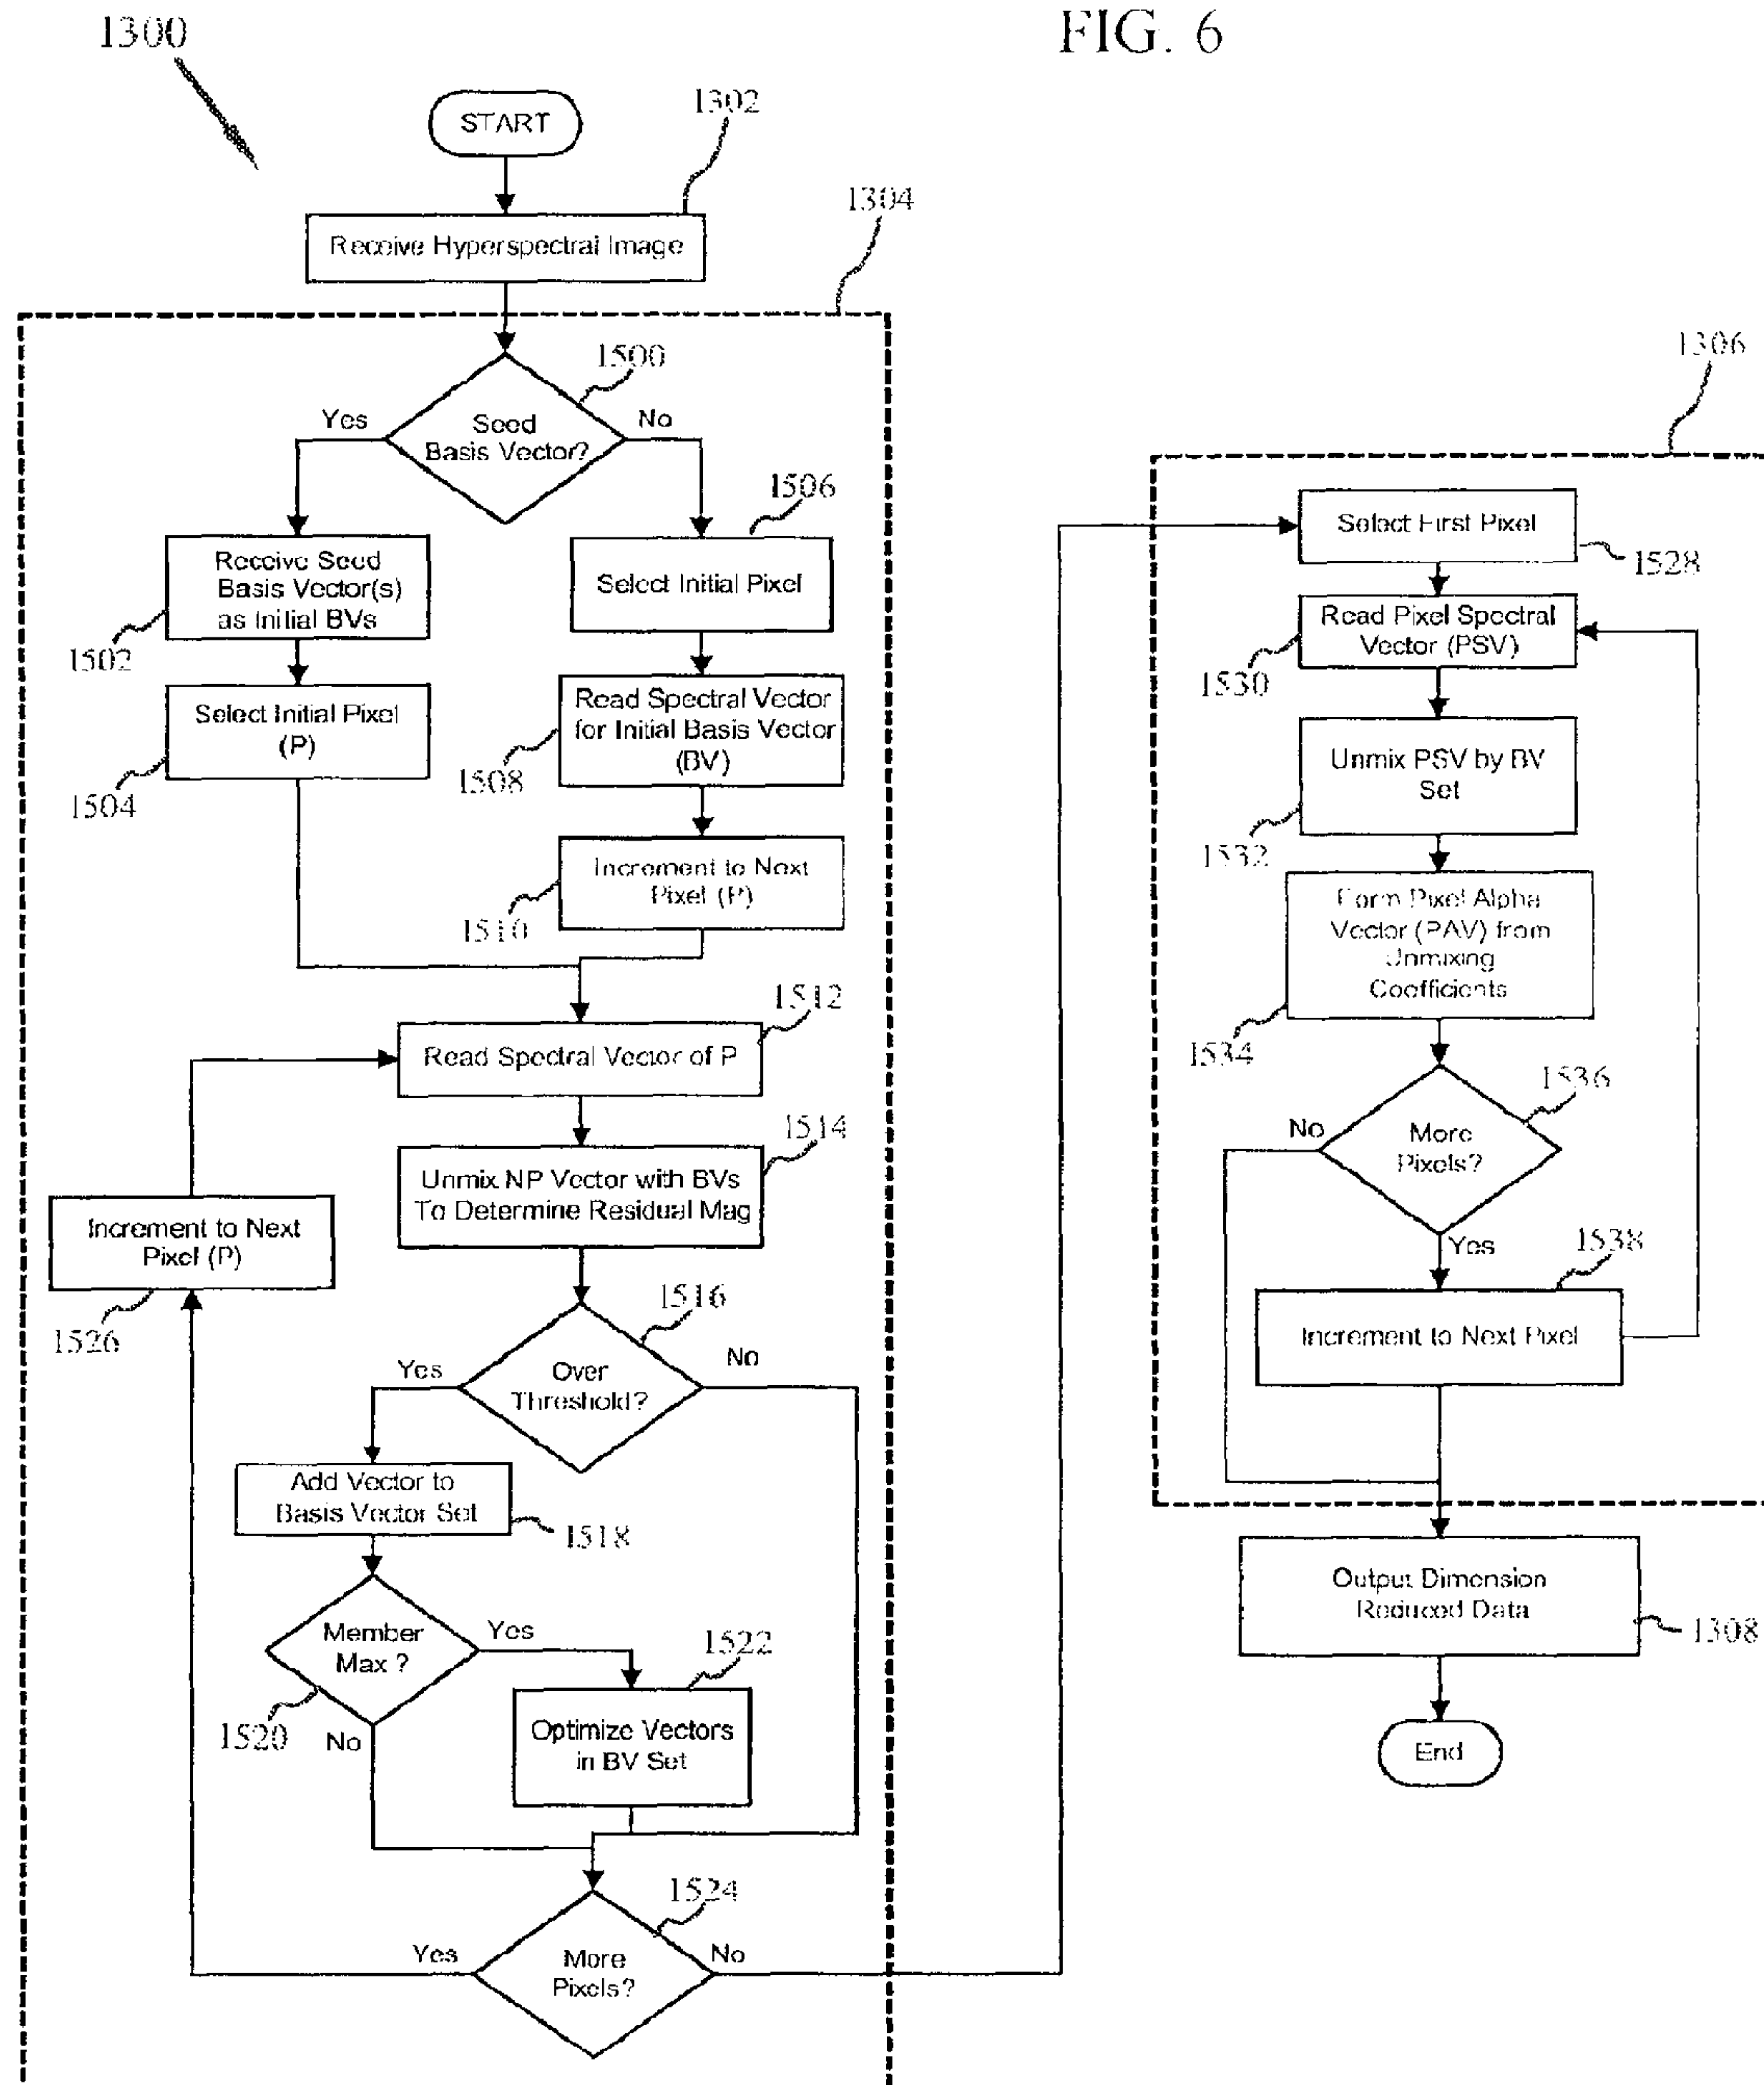 FIG. 6
1300
START
1302
Receive Hyperspectral Image
1304
1500
Seed
Basis Vector?
Yes
No
1506
Receive Seed
Basis Vector(s)
as Initial BVs
1502
Select Initial Pixel
Select Initial Pixel
(P)
1504
Read Spectral Vector
for Initial Basis Vector
(BV)
1508
Increment to Next
Pixel (P)
1510
1512
Read Spectral Vector of P
1514
Unmix NP Vector with BVs
To Determine Residual Mag
Increment to Next
Pixel (P)
1526
1516
Over
Threshold?
Yes
No
Add Vector to
Basis Vector Set
1518
Member
Max ?
Yes
1520
No
1522
Optimize Vectors
in BV Set
1524
More
Pixels?
Yes
No
1306
Select First Pixel
1528
Read Pixel Spectral
Vector (PSV)
1530
Unmix PSV by BV
Set
1532
Form Pixel Alpha
Vector (PAV) from
Unmixing
Coefficients
1534
1536
More
Pixels?
No
Yes
1538
Increment to Next Pixel
Output Dimension
Reduced Data
1308
End